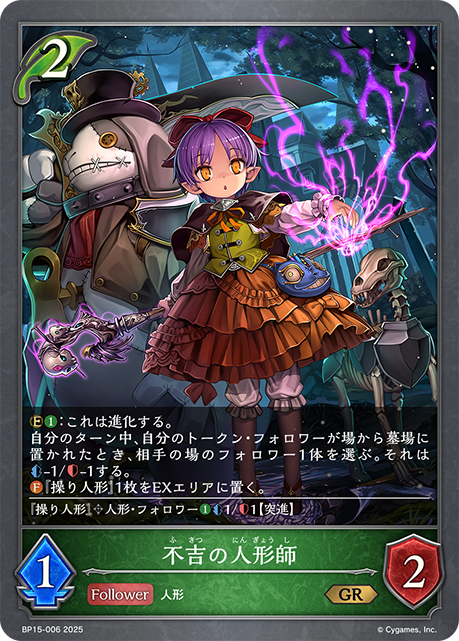 2
Ⓔ①:これは進化する。
自分のターン中、自分のトークン・フォロワーが場から墓場に
置かれたとき、相手の場のフォロワー1体を選ぶ。それは
-1/-1する。
Ⓕ『操り人形』1枚をEXエリアに置く。
『操り人形』人形・フォロワー①1/1【突進】
ふきつ にんぎょうし
不吉の人形師
1
Follower 人形
GR
2
BP15-006 2025
© Cygames, Inc.